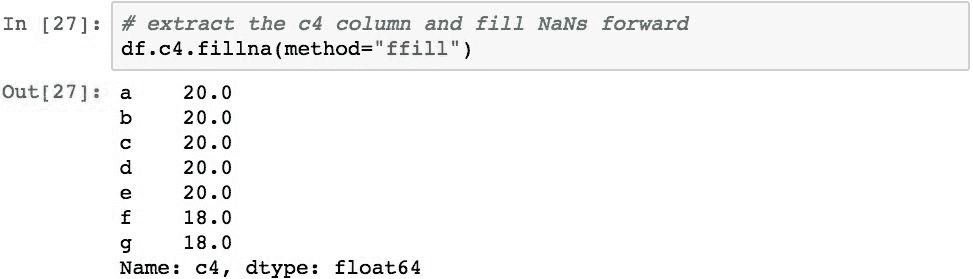 In [27]: # extract the c4 column and fill NaNs forward
df.c4.fillna(method="ffill")
Out[27]: a    20.0
b    20.0
c    20.0
d    20.0
e    20.0
f    18.0
g    18.0
Name: c4, dtype: float64